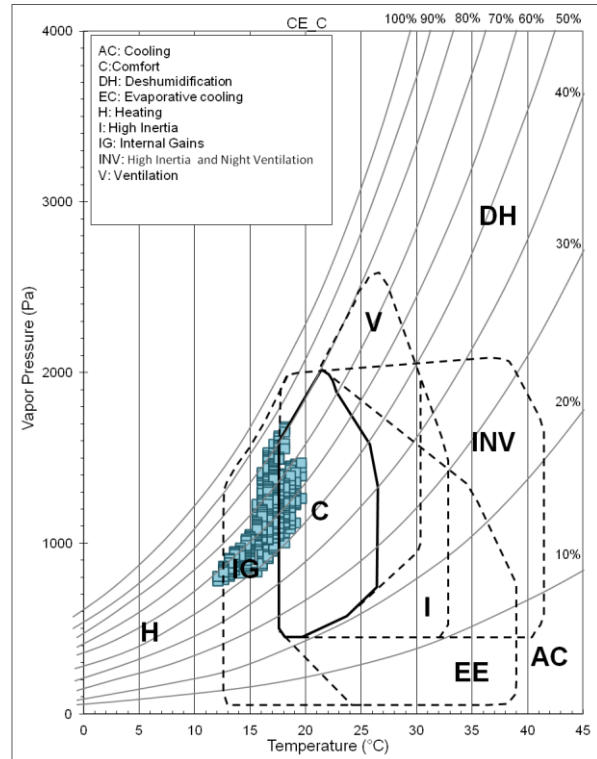 CE_C
100% 90% 80% 70% 60% 50%
AC: Cooling
C:Comfort
DH: Deshumidification
EC: Evaporative cooling
H: Heating
I: High Inertia
IG: Internal Gains
INV: High Inertia and Night Ventilation
V: Ventilation
40%
30%
20%
10%
DH
V
INV
C
IG
H
I
EE
AC
4000
3000
2000
1000
0
Vapor Pressure (Pa)
0 5 10 15 20 25 30 35 40 45
Temperature (°C)